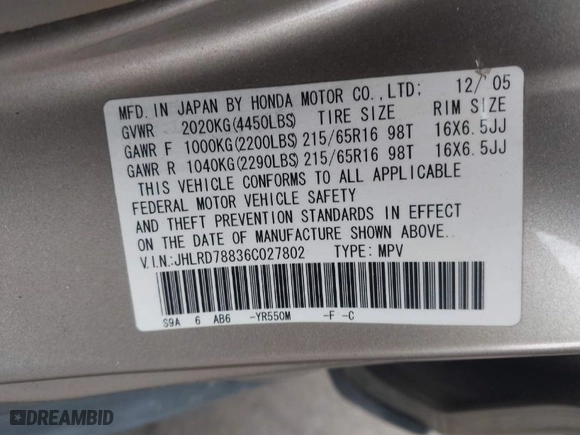 MFD. IN JAPAN BY HONDA MOTOR CO.,LTD; 12/'05
GVWR 2020KG(4450LBS) TIRE SIZE RIM SIZE
GAWR F 1000KG(2200LBS) 215/65R16 98T 16X6.5JJ
GAWR R 1040KG(2290LBS) 215/65R16 98T 16X6.5JJ
THIS VEHICLE CONFORMS TO ALL APPLICABLE
FEDERAL MOTOR VEHICLE SAFETY
AND THEFT PREVENTION STANDARDS IN EFFECT
ON THE DATE OF MANUFACTURE SHOWN ABOVE..
V.I.N.:JHLRD78836C027802 TYPE: MPV
S9A 6 AB6 -YR550M -F -C
DREAMBID